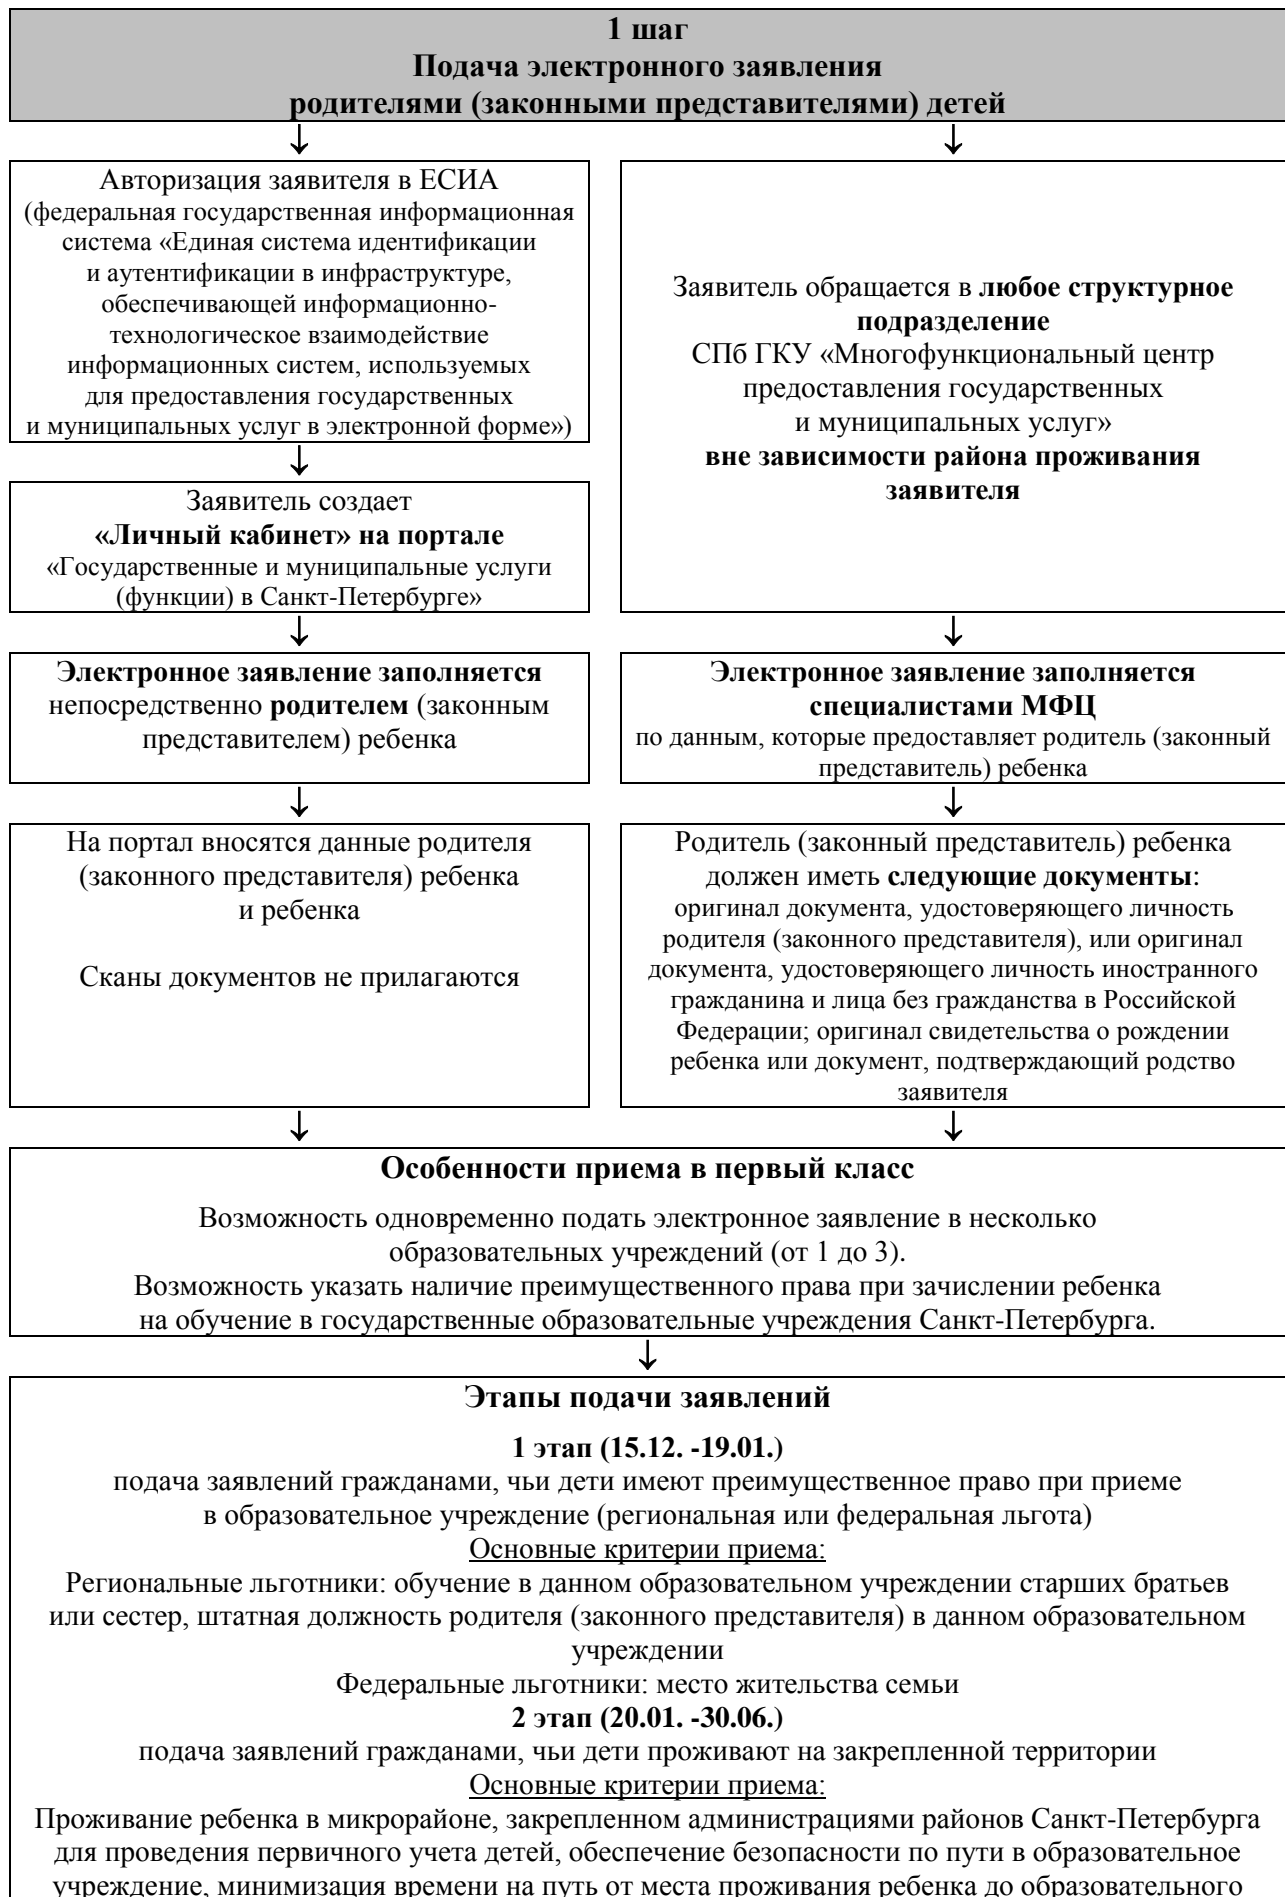 1 шаг
Подача электронного заявления
родителями (законными представителями) детей
Авторизация заявителя в ЕСИА
(федеральная государственная информационная
система «Единая система идентификации
и аутентификации в инфраструктуре,
обеспечивающей информационно-
технологическое взаимодействие
информационных систем, используемых
для предоставления государственных
и муниципальных услуг в электронной форме»)
Заявитель создает
«Личный кабинет» на портале
«Государственные и муниципальные услуги
(функции) в Санкт-Петербурге»
Электронное заявление заполняется
непосредственно родителем (законным
представителем) ребенка
На портал вносятся данные родителя
(законного представителя) ребенка
и ребенка
Сканы документов не прилагаются
Заявитель обращается в любое структурное
подразделение
СПб ГКУ «Многофункциональный центр
предоставления государственных
и муниципальных услуг»
вне зависимости района проживания
заявителя
Электронное заявление заполняется
специалистами МФЦ
по данным, которые предоставляет родитель (законный
представитель) ребенка
Родитель (законный представитель) ребенка
должен иметь следующие документы:
оригинал документа, удостоверяющего личность
родителя (законного представителя), или оригинал
документа, удостоверяющего личность иностранного
гражданина и лица без гражданства в Российской
Федерации; оригинал свидетельства о рождении
ребенка или документ, подтверждающий родство
заявителя
Особенности приема в первый класс
Возможность одновременно подать электронное заявление в несколько
образовательных учреждений (от 1 до 3).
Возможность указать наличие преимущественного права при зачислении ребенка
на обучение в государственные образовательные учреждения Санкт-Петербурга.
Этапы подачи заявлений
1 этап (15.12. -19.01.)
подача заявлений гражданами, чьи дети имеют преимущественное право при приеме
в образовательное учреждение (региональная или федеральная льгота)
Основные критерии приема:
Региональные льготники: обучение в данном образовательном учреждении старших братьев
или сестер, штатная должность родителя (законного представителя) в данном образовательном
учреждении
Федеральные льготники: место жительства семьи
2 этап (20.01. -30.06.)
подача заявлений гражданами, чьи дети проживают на закрепленной территории
Основные критерии приема:
Проживание ребенка в микрорайоне, закрепленном администрациями районов Санкт-Петербурга
для проведения первичного учета детей, обеспечение безопасности по пути в образовательное
учреждение, минимизация времени на путь от места проживания ребенка до образовательного